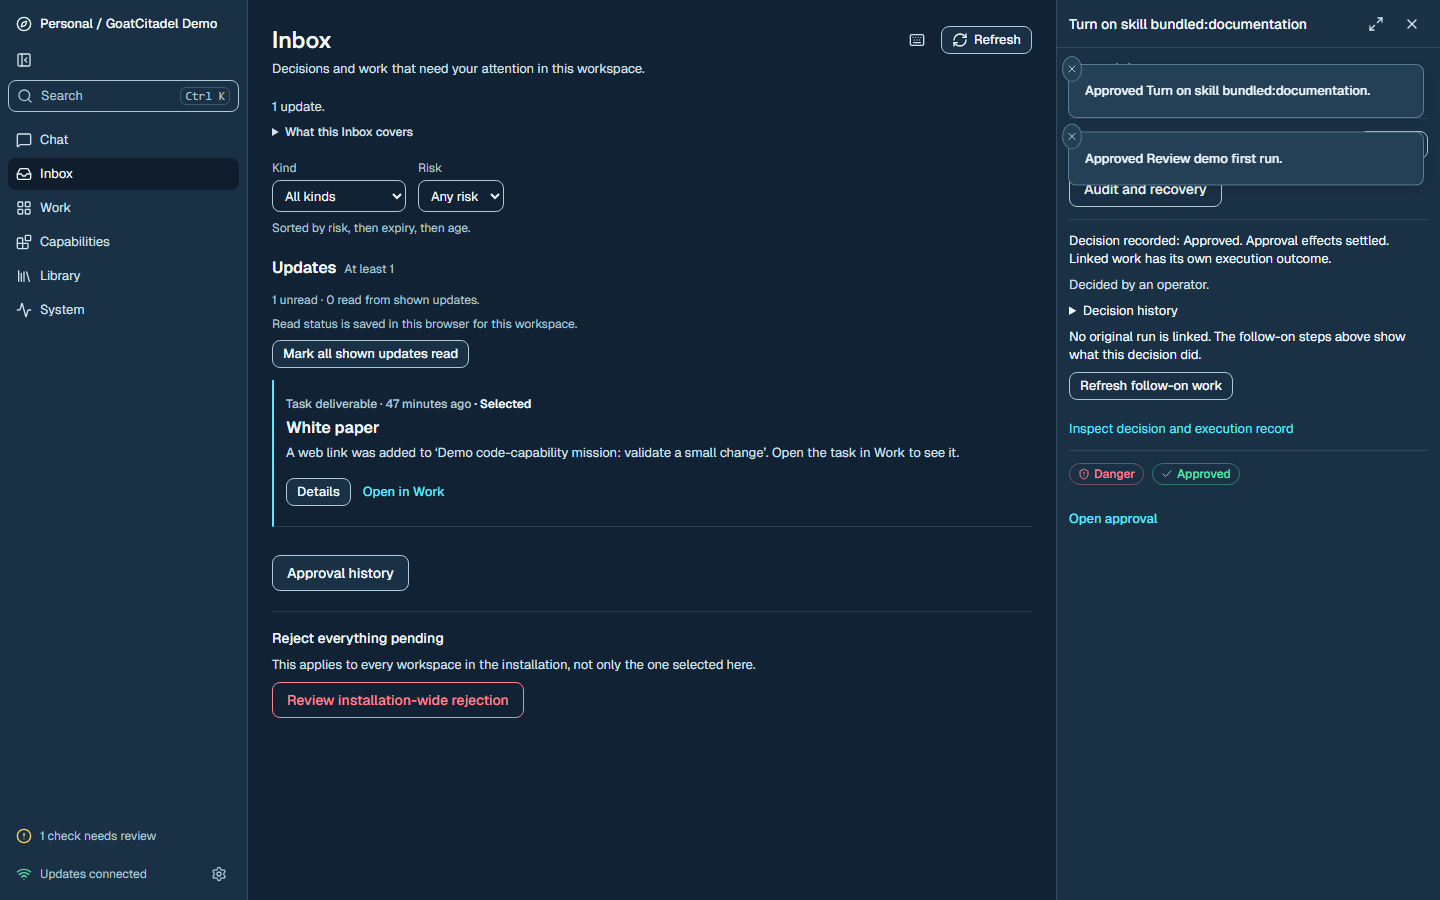 Personal / GoatCitadel Demo
Search
Ctrl K
Chat
Inbox
Work
Capabilities
Library
System
1 check needs review
Updates connected
Inbox
Refresh
Decisions and work that need your attention in this workspace.
1 update.
What this Inbox covers
Kind
Risk
All kinds
Any risk
Sorted by risk, then expiry, then age.
Updates At least 1
1 unread · 0 read from shown updates.
Read status is saved in this browser for this workspace.
Mark all shown updates read
Task deliverable · 47 minutes ago · Selected
White paper
A web link was added to ‘Demo code-capability mission: validate a small change’. Open the task in Work to see it.
Details
Open in Work
Approval history
Reject everything pending
This applies to every workspace in the installation, not only the one selected here.
Review installation-wide rejection
Turn on skill bundled:documentation
Approved Turn on skill bundled:documentation.
Approved Review demo first run.
Audit and recovery
Decision recorded: Approved. Approval effects settled.
Linked work has its own execution outcome.
Decided by an operator.
Decision history
No original run is linked. The follow-on steps above show
what this decision did.
Refresh follow-on work
Inspect decision and execution record
Danger
Approved
Open approval